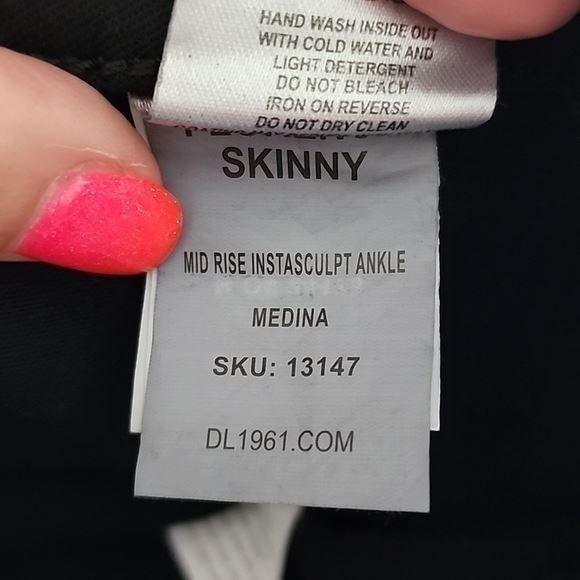 HAND WASH INSIDE OUT
WITH COLD WATER AND
LIGHT DETERGENT
DO NOT BLEACH
IRON ON REVERSE
DO NOT DRY CLEAN
SKINNY
MID RISE INSTASCULPT ANKLE
MEDINA
SKU: 13147
DL1961.COM